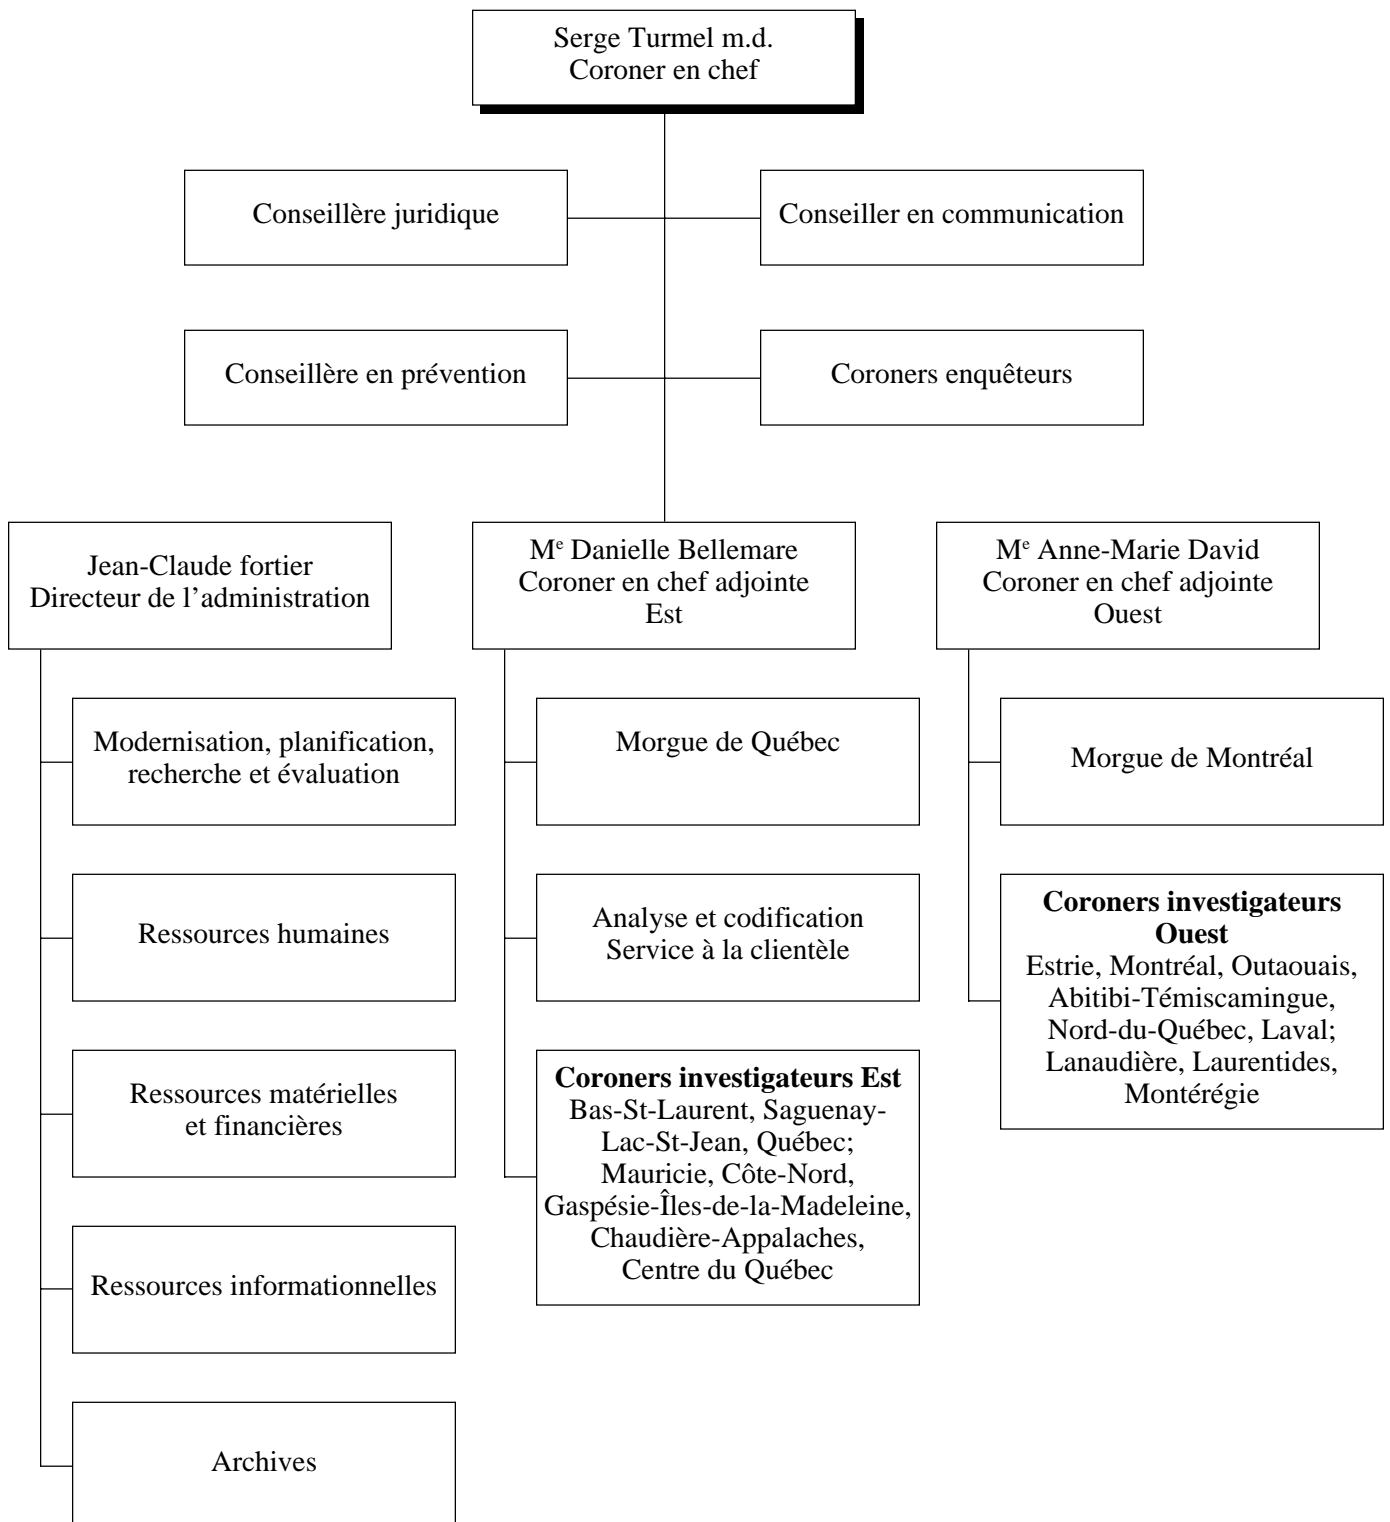 Serge Turmel m.d.
Coroner en chef
Conseillère juridique
Conseiller en communication
Conseillère en prévention
Coroners enquêteurs
Jean-Claude fortier
Directeur de l’administration
Me Danielle Bellemare
Coroner en chef adjointe
Est
Me Anne-Marie David
Coroner en chef adjointe
Ouest
Modernisation, planification,
recherche et évaluation
Ressources humaines
Ressources matérielles
et financières
Ressources informationnelles
Archives
Morgue de Québec
Analyse et codification
Service à la clientèle
Coroners investigateurs Est
Bas-St-Laurent, Saguenay-
Lac-St-Jean, Québec;
Mauricie, Côte-Nord,
Gaspésie-Îles-de-la-Madeleine,
Chaudière-Appalaches,
Centre du Québec
Morgue de Montréal
Coroners investigateurs
Ouest
Estrie, Montréal, Outaouais,
Abitibi-Témiscamingue,
Nord-du-Québec, Laval;
Lanaudière, Laurentides,
Montérégie